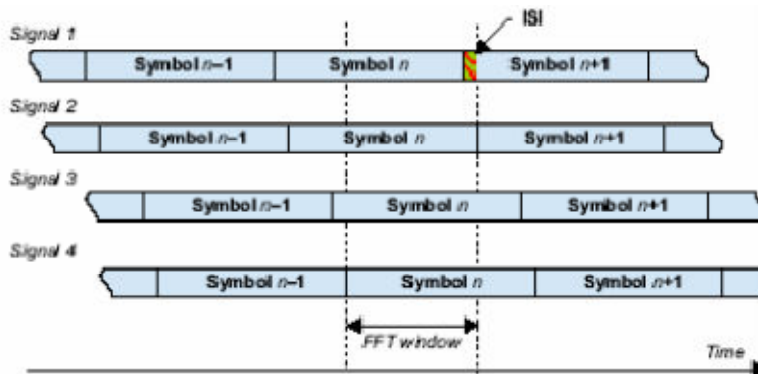 ISI
Signal 1
Symbol n–1 Symbol n Symbol n+1
Signal 2
Symbol n–1 Symbol n Symbol n+1
Signal 3
Symbol n–1 Symbol n Symbol n+1
Signal 4
Symbol n–1 Symbol n Symbol n+1
FFT window
Time